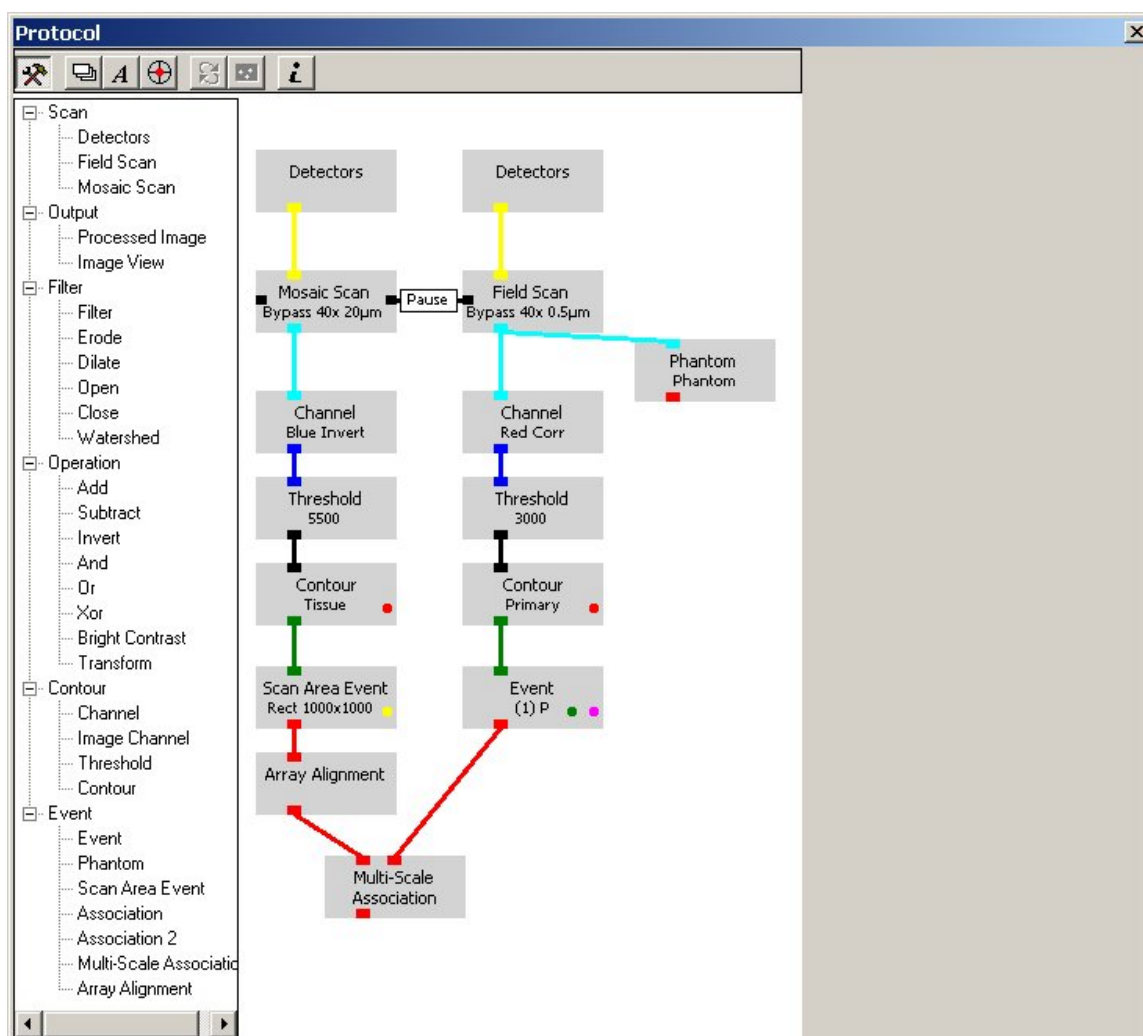 Protocol
A
i
Scan
Detectors
Field Scan
Mosaic Scan
Output
Processed Image
Image View
Filter
Filter
Erode
Dilate
Open
Close
Watershed
Operation
Add
Subtract
Invert
And
Or
Xor
Bright Contrast
Transform
Contour
Channel
Image Channel
Threshold
Contour
Event
Event
Phantom
Scan Area Event
Association
Association 2
Multi-Scale Associatio
Array Alignment
Detectors
Detectors
Mosaic Scan
Bypass 40x 20µm
Pause
Field Scan
Bypass 40x 0.5µm
Phantom
Phantom
Channel
Blue Invert
Channel
Red Corr
Threshold
5500
Threshold
3000
Contour
Tissue
Contour
Primary
Scan Area Event
Rect 1000x1000
Event
(1) P
Array Alignment
Multi-Scale
Association